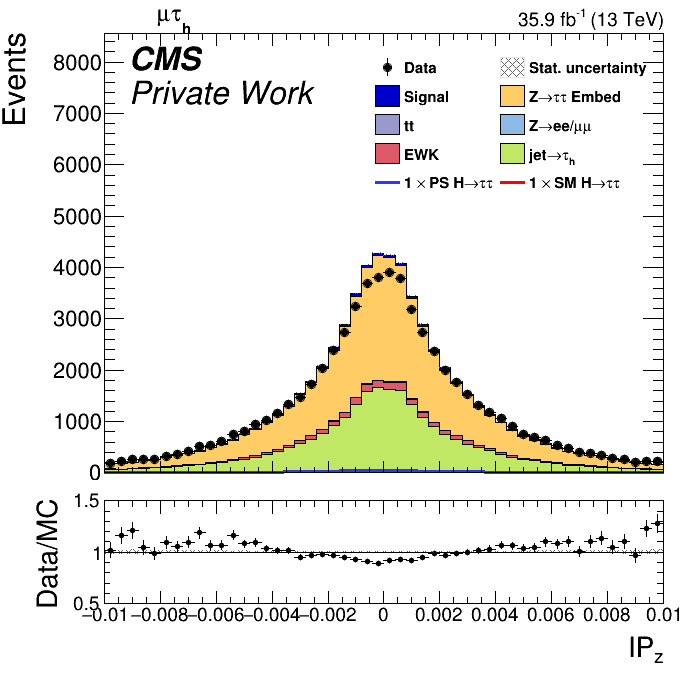 μτh 35.9 fb-1 (13 TeV)
CMS
Private Work
Events
8000
7000
6000
5000
4000
3000
2000
1000
0
Data Stat. uncertainty
Signal Z→ττ Embed
tt Z→ee/μμ
EWK jet→τh
1 × PS H→ττ 1 × SM H→ττ
Data/MC
1.5
1
0.5
−0.01 −0.008 −0.006 −0.004 −0.002 0 0.002 0.004 0.006 0.008 0.01
IPz